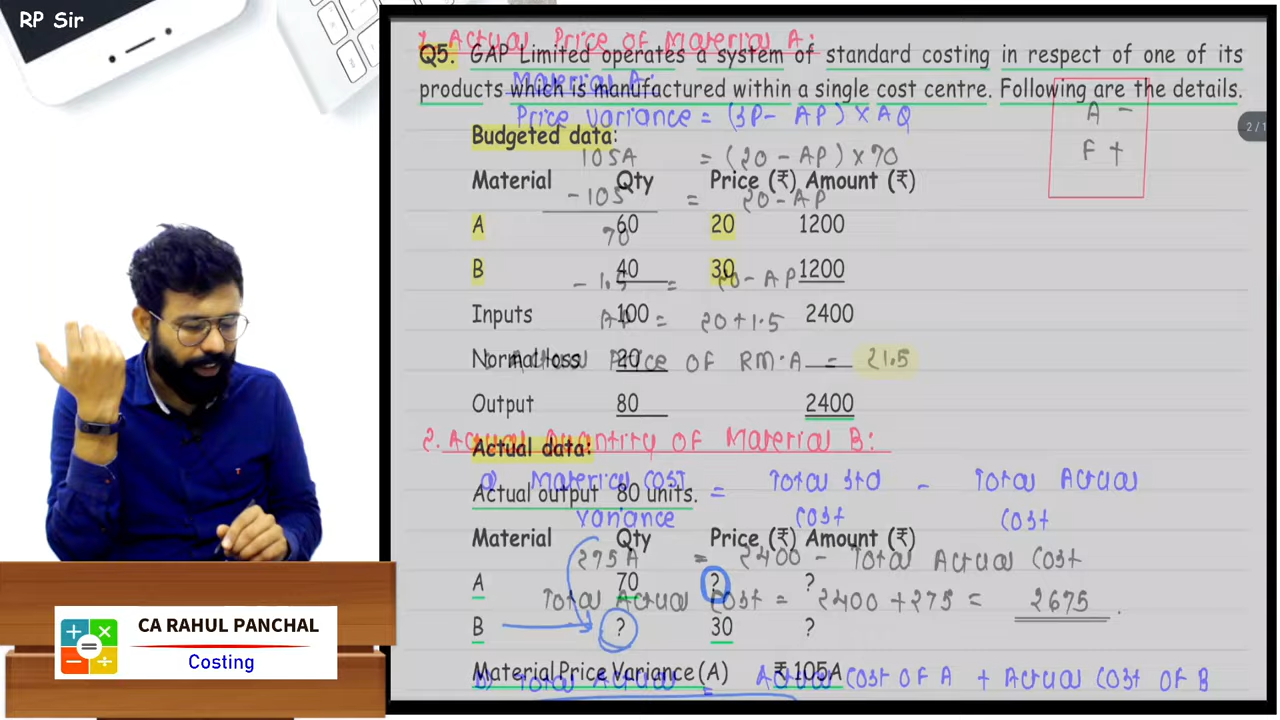 RP Sir
1. Actual Price of Material A:
Q5. GAP Limited operates a system of standard costing in respect of one of its
Material A:
products which is manufactured within a single cost centre. Following are the details.
Price variance = (SP - AP) × AQ
A -
F +
2/1
Budgeted data:
105A = (20 - AP) × 70
Material Qty Price (₹) Amount (₹)
-105 = 20 - AP
70
A 60 20 1200
B 40 30 1200
-1.5 = 20 - AP
Inputs 100 2400
AP = 20 + 1.5
Normal loss 20
Actual Price OF RM-A = 21.5
Output 80 2400
2. Actual Quantity of Material B:
Actual data:
a) Material Cost variance = Total Std Cost - Total Actual Cost
Actual output 80 units.
Material Qty Price (₹) Amount (₹)
275A = 2400 - Total Actual Cost
A 70 ? ?
Total Actual Cost = 2400 + 275 = 2675
B ? 30 ?
Material Price Variance (A) ₹ 105A
b) Total Actual = Actual Cost OF A + Actual Cost OF B
CA RAHUL PANCHAL
Costing